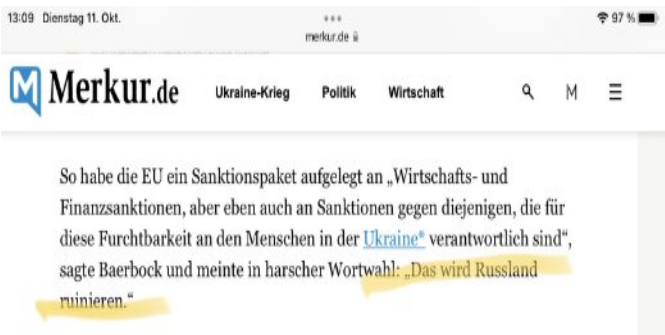 13:09 Dienstag 11. Okt.
97 %
merkur.de
Merkur.de Ukraine-Krieg Politik Wirtschaft M
So habe die EU ein Sanktionspaket aufgelegt an „Wirtschafts- und
Finanzsanktionen, aber eben auch an Sanktionen gegen diejenigen, die für
diese Furchtbarkeit an den Menschen in der Ukraine* verantwortlich sind“,
sagte Baerbock und meinte in harscher Wortwahl: „Das wird Russland
ruinieren.“